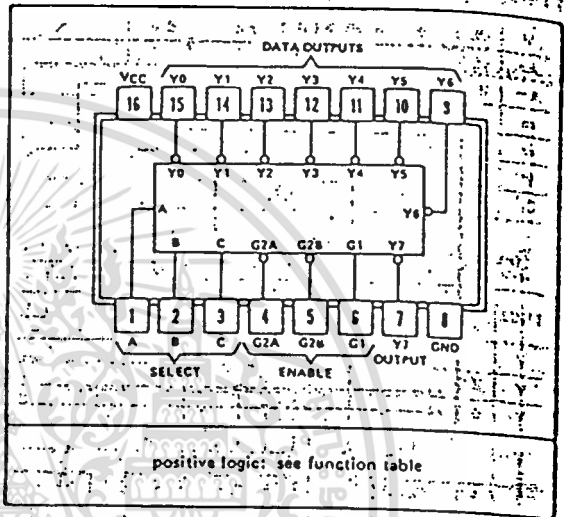 DATA OUTPUTS
VCC Y0 Y1 Y2 Y3 Y4 Y5 Y6
16 15 14 13 12 11 10 9
Y0 Y1 Y2 Y3 Y4 Y5
A Y6
B C G2A G2B G1 Y7
1 2 3 4 5 6 7 8
A B C G2A G2B G1 Y7 GND
SELECT ENABLE OUTPUT
positive logic: see function table